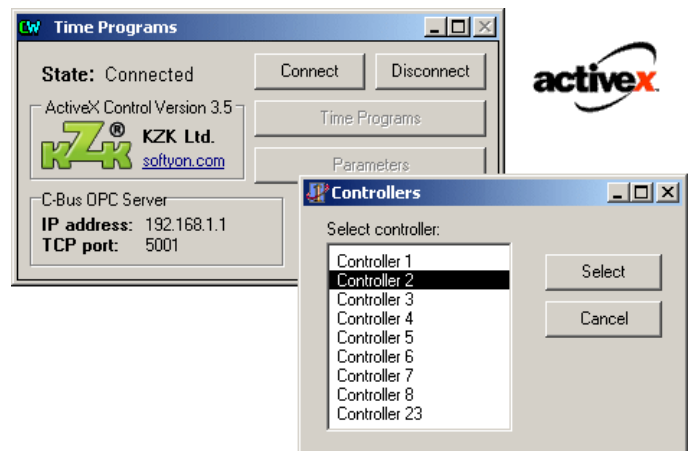 CW Time Programs
State: Connected
Connect
Disconnect
ActiveX Control Version 3.5
Time Programs
KZK®
KZK Ltd.
softyon.com
Parameters
C-Bus OPC Server
IP address: 192.168.1.1
TCP port: 5001
activex
Controllers
Select controller:
Controller 1
Controller 2
Controller 3
Controller 4
Controller 5
Controller 6
Controller 7
Controller 8
Controller 23
Select
Cancel